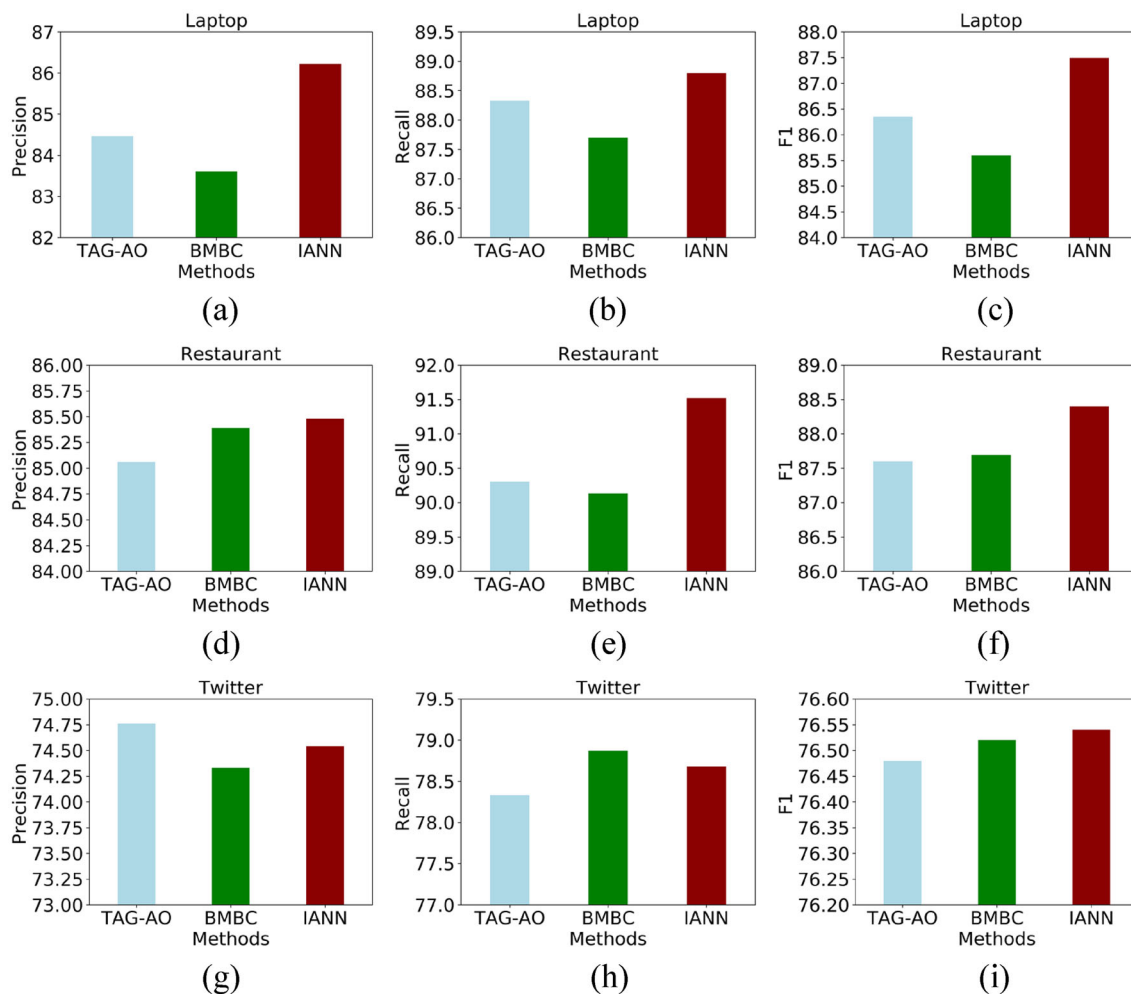 Laptop
Precision
87
86
85
84
83
82
TAG-AO BMBC IANN
Methods
(a)
Laptop
Recall
89.5
89.0
88.5
88.0
87.5
87.0
86.5
86.0
TAG-AO BMBC IANN
Methods
(b)
Laptop
F1
88.0
87.5
87.0
86.5
86.0
85.5
85.0
84.5
84.0
TAG-AO BMBC IANN
Methods
(c)
Restaurant
Precision
86.00
85.75
85.50
85.25
85.00
84.75
84.50
84.25
84.00
TAG-AO BMBC IANN
Methods
(d)
Restaurant
Recall
92.0
91.5
91.0
90.5
90.0
89.5
89.0
TAG-AO BMBC IANN
Methods
(e)
Restaurant
F1
89.0
88.5
88.0
87.5
87.0
86.5
86.0
TAG-AO BMBC IANN
Methods
(f)
Twitter
Precision
75.00
74.75
74.50
74.25
74.00
73.75
73.50
73.25
73.00
TAG-AO BMBC IANN
Methods
(g)
Twitter
Recall
79.5
79.0
78.5
78.0
77.5
77.0
TAG-AO BMBC IANN
Methods
(h)
Twitter
F1
76.60
76.55
76.50
76.45
76.40
76.35
76.30
76.25
76.20
TAG-AO BMBC IANN
Methods
(i)